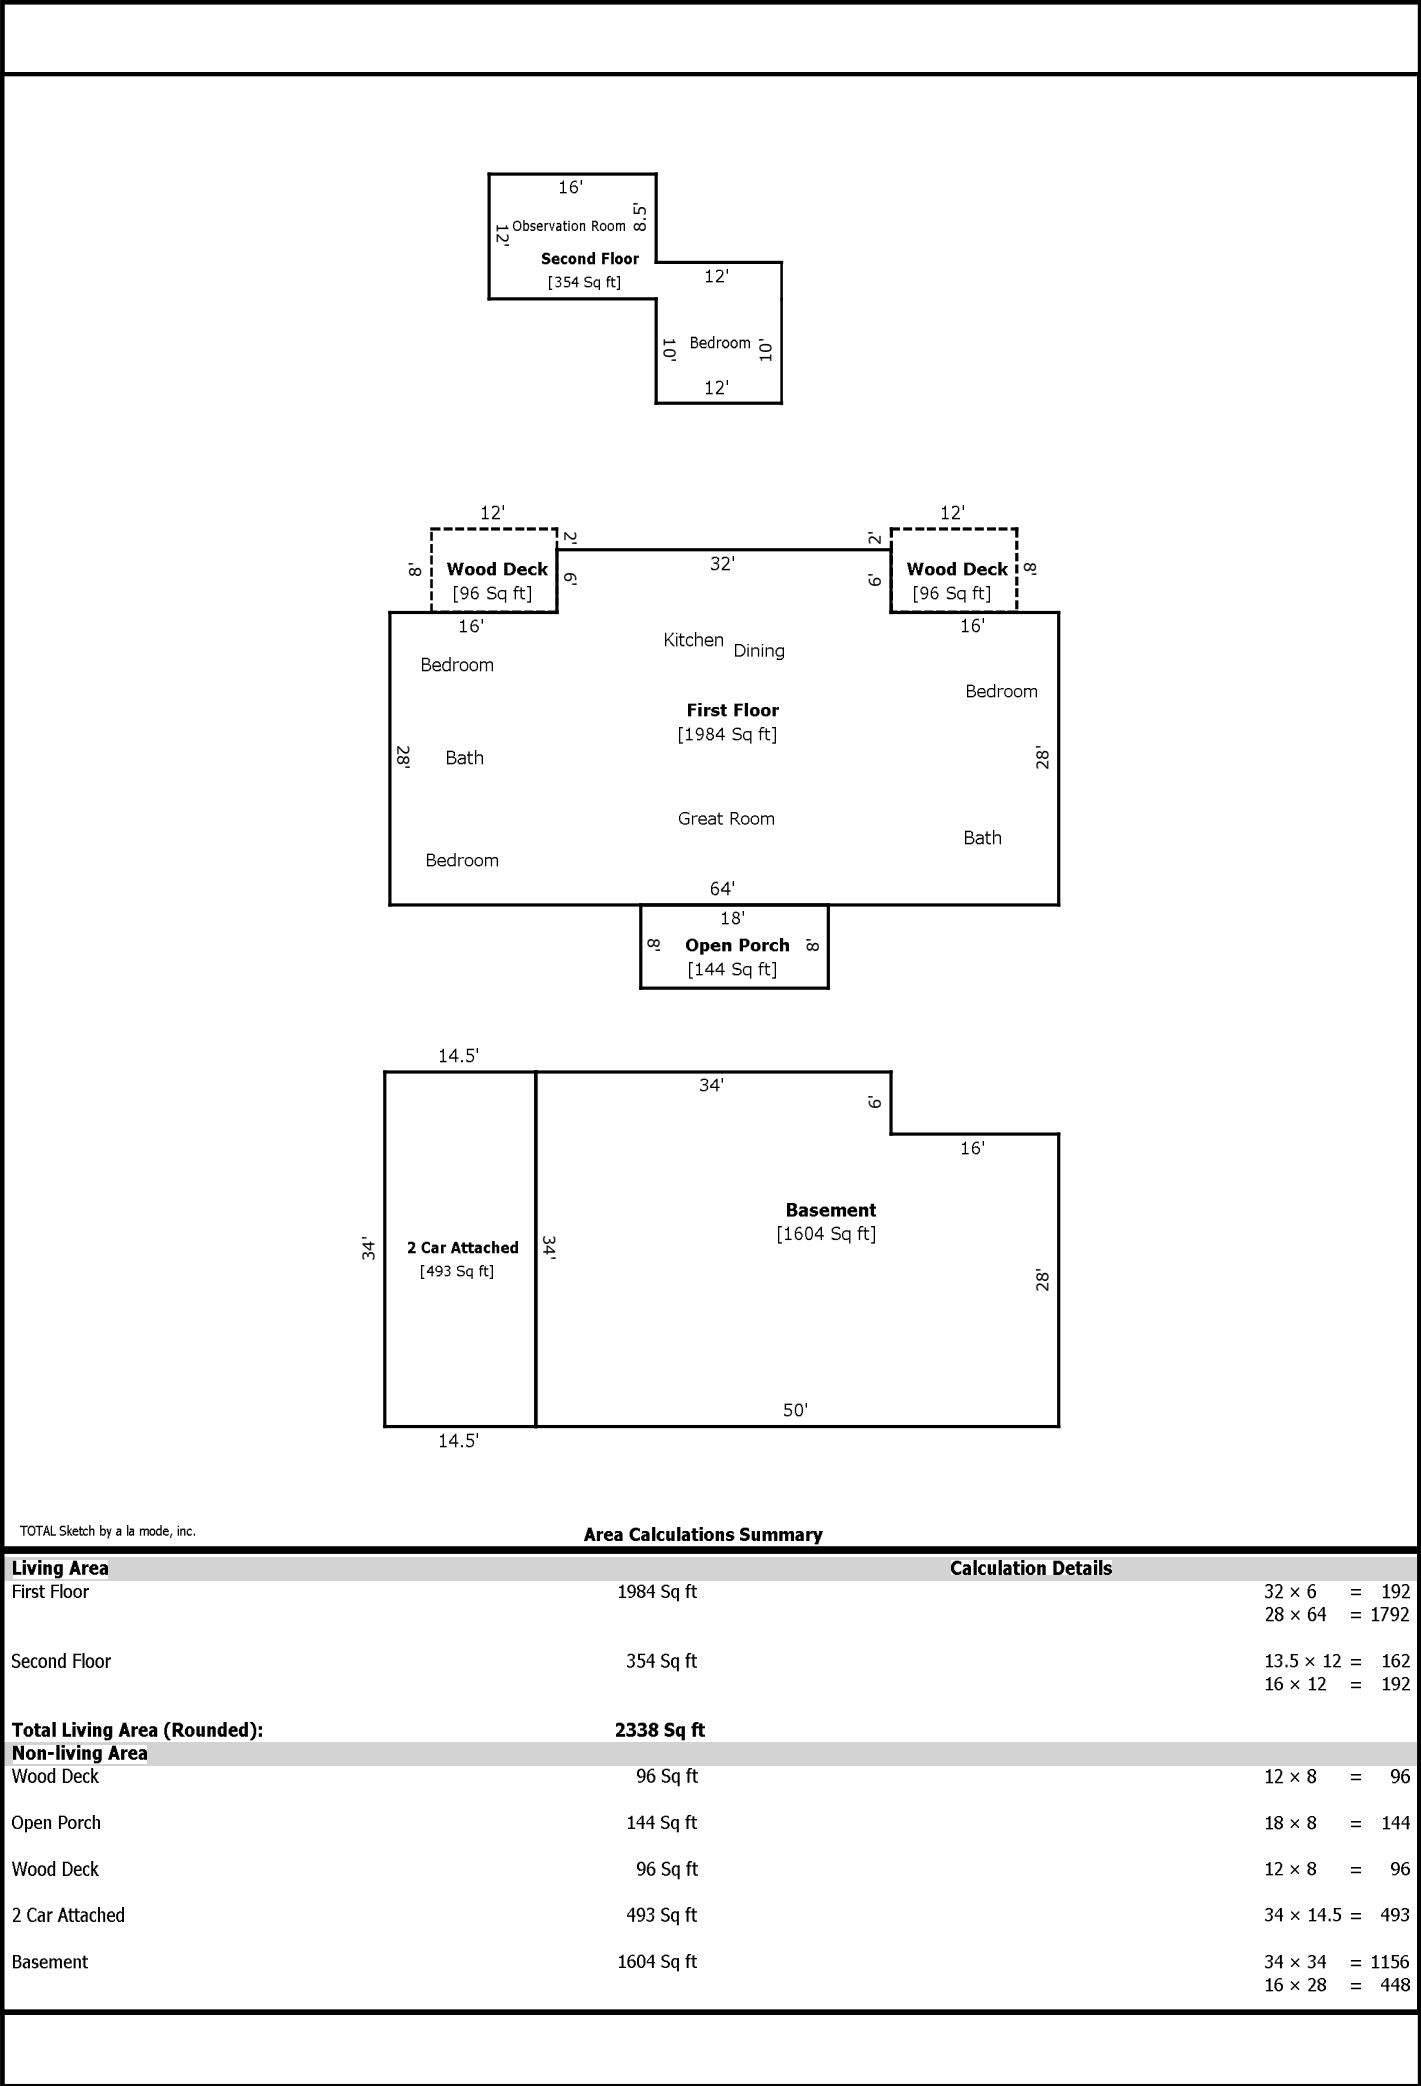 16'
Observation Room
8.5'
12'
Second Floor
[354 Sq ft]
12'
10'
Bedroom
10'
12'
12'
12'
2'
2'
8'
Wood Deck
[96 Sq ft]
6'
32'
6'
Wood Deck
[96 Sq ft]
8'
16'
16'
Kitchen
Dining
Bedroom
Bedroom
First Floor
[1984 Sq ft]
28'
Bath
28'
Great Room
Bath
Bedroom
64'
18'
8'
Open Porch
8'
[144 Sq ft]
14.5'
34'
6'
16'
Basement
[1604 Sq ft]
34'
2 Car Attached
[493 Sq ft]
34'
28'
50'
14.5'
TOTAL Sketch by a la mode, inc.
Area Calculations Summary
Living Area Calculation Details
First Floor 1984 Sq ft 32 × 6 = 192
28 × 64 = 1792
Second Floor 354 Sq ft 13.5 × 12 = 162
16 × 12 = 192
Total Living Area (Rounded): 2338 Sq ft
Non-living Area
Wood Deck 96 Sq ft 12 × 8 = 96
Open Porch 144 Sq ft 18 × 8 = 144
Wood Deck 96 Sq ft 12 × 8 = 96
2 Car Attached 493 Sq ft 34 × 14.5 = 493
Basement 1604 Sq ft 34 × 34 = 1156
16 × 28 = 448